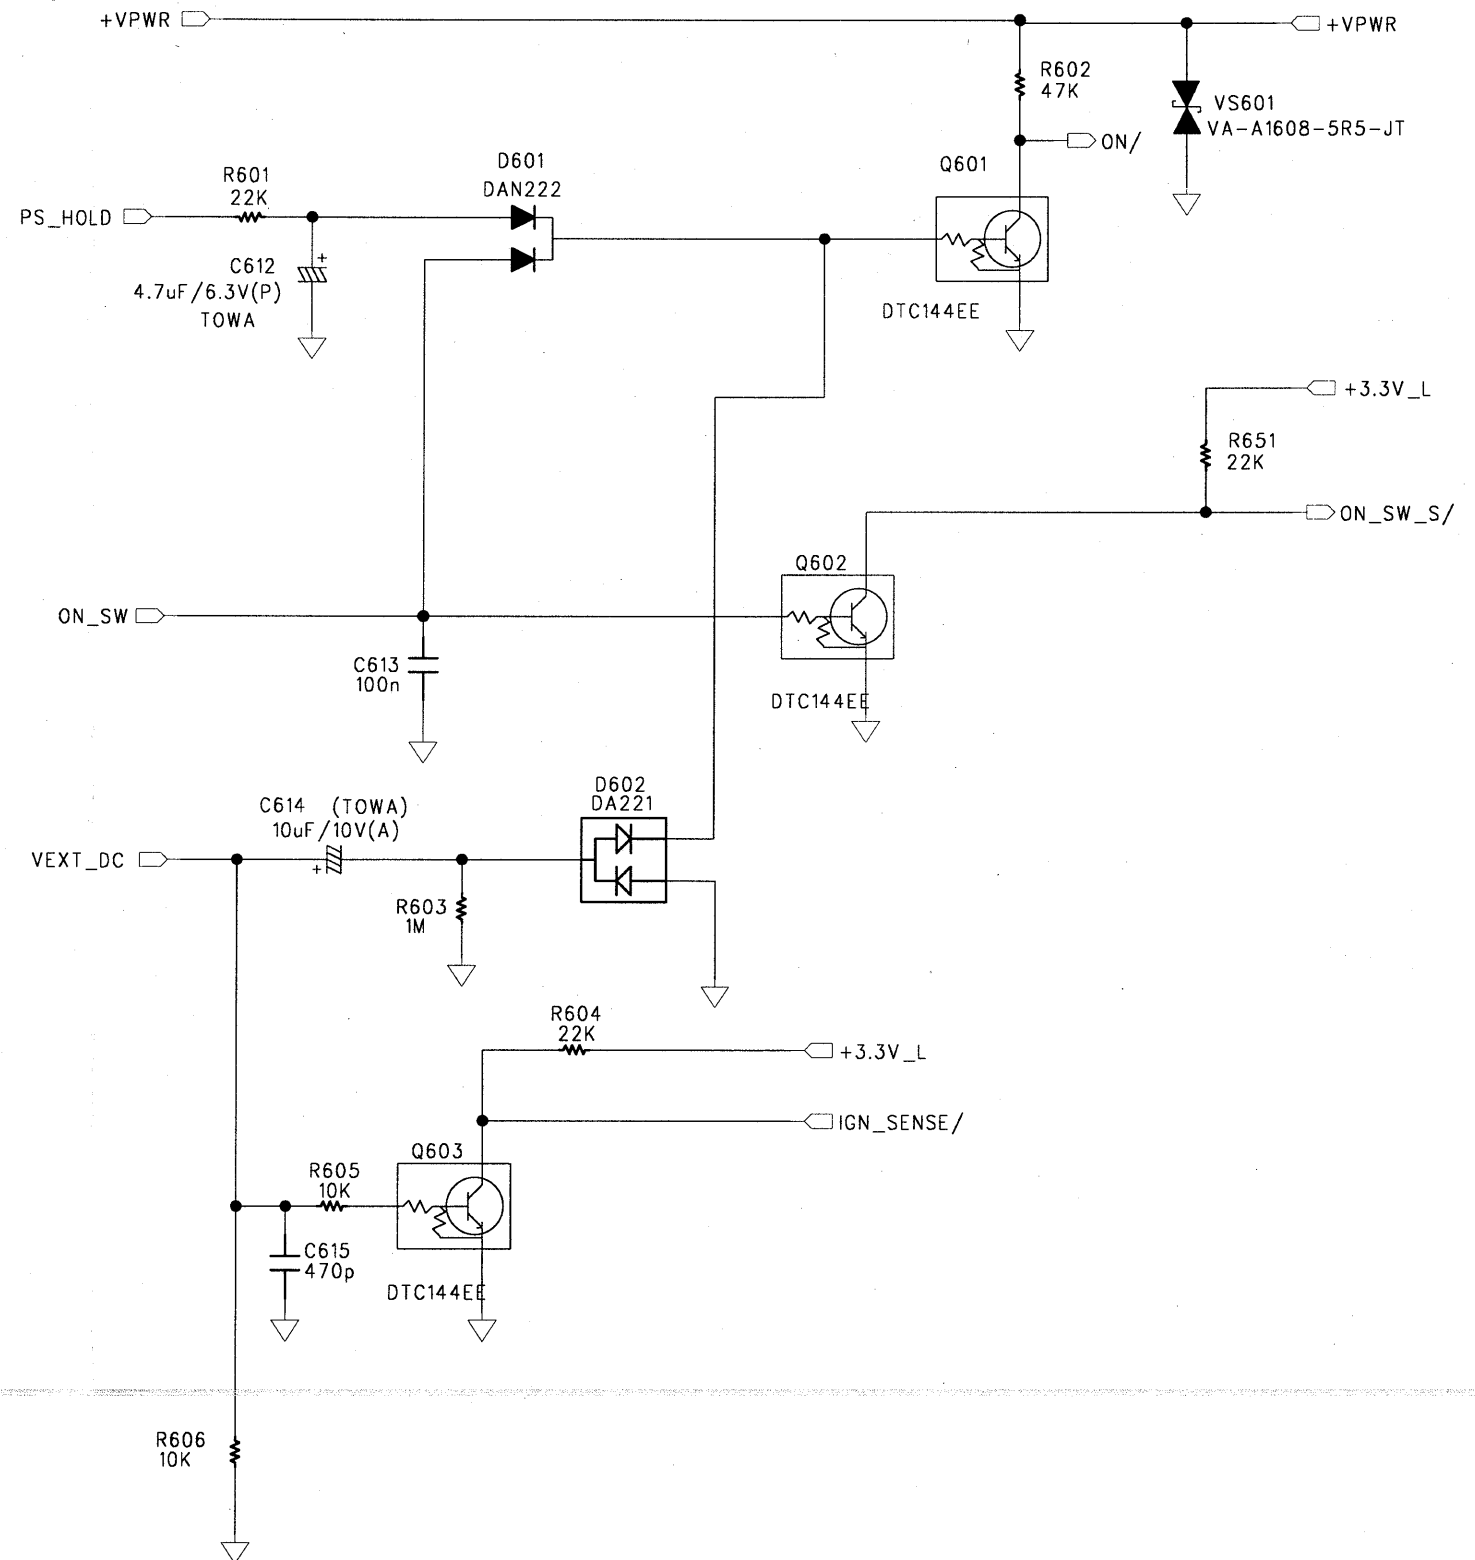 +VPWR
+VPWR
R602
47K
VS601
VA-A1608-5R5-JT
ON/
D601
DAN222
Q601
R601
22K
PS_HOLD
+
C612
4.7uF/6.3V(P)
TOWA
DTC144EE
+3.3V_L
R651
22K
ON_SW_S/
Q602
ON_SW
C613
100n
DTC144EE
D602
DA221
C614 (TOWA)
10uF/10V(A)
VEXT_DC
+
R603
1M
R604
22K
+3.3V_L
IGN_SENSE/
Q603
R605
10K
C615
470p
DTC144EE
R606
10K